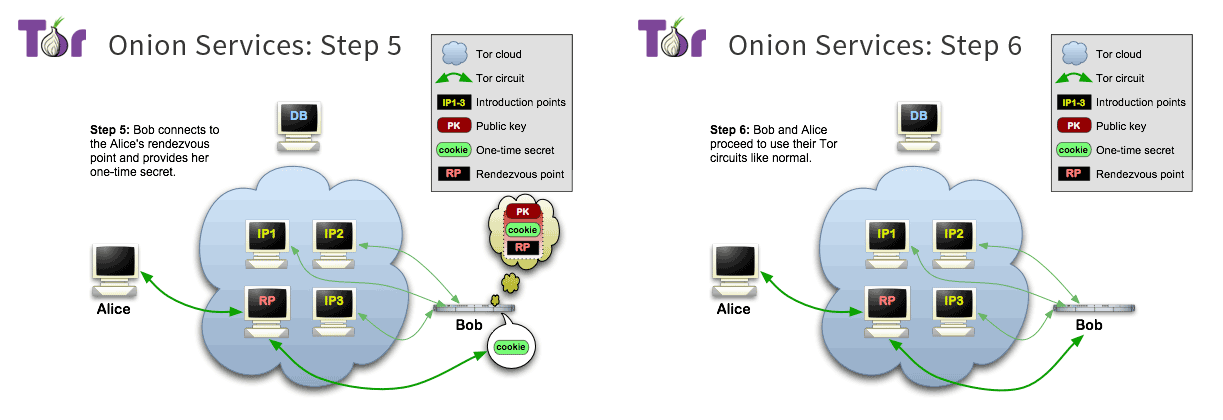 Tor
Onion Services: Step 5
Tor cloud
Tor circuit
IP1-3 Introduction points
PK Public key
cookie One-time secret
RP Rendezvous point
DB
Step 5: Bob connects to
the Alice's rendezvous
point and provides her
one-time secret.
PK
cookie
RP
IP1
IP2
Alice
RP
IP3
Bob
cookie
Tor
Onion Services: Step 6
Tor cloud
Tor circuit
IP1-3 Introduction points
PK Public key
cookie One-time secret
RP Rendezvous point
DB
Step 6: Bob and Alice
proceed to use their Tor
circuits like normal.
IP1
IP2
Alice
RP
IP3
Bob